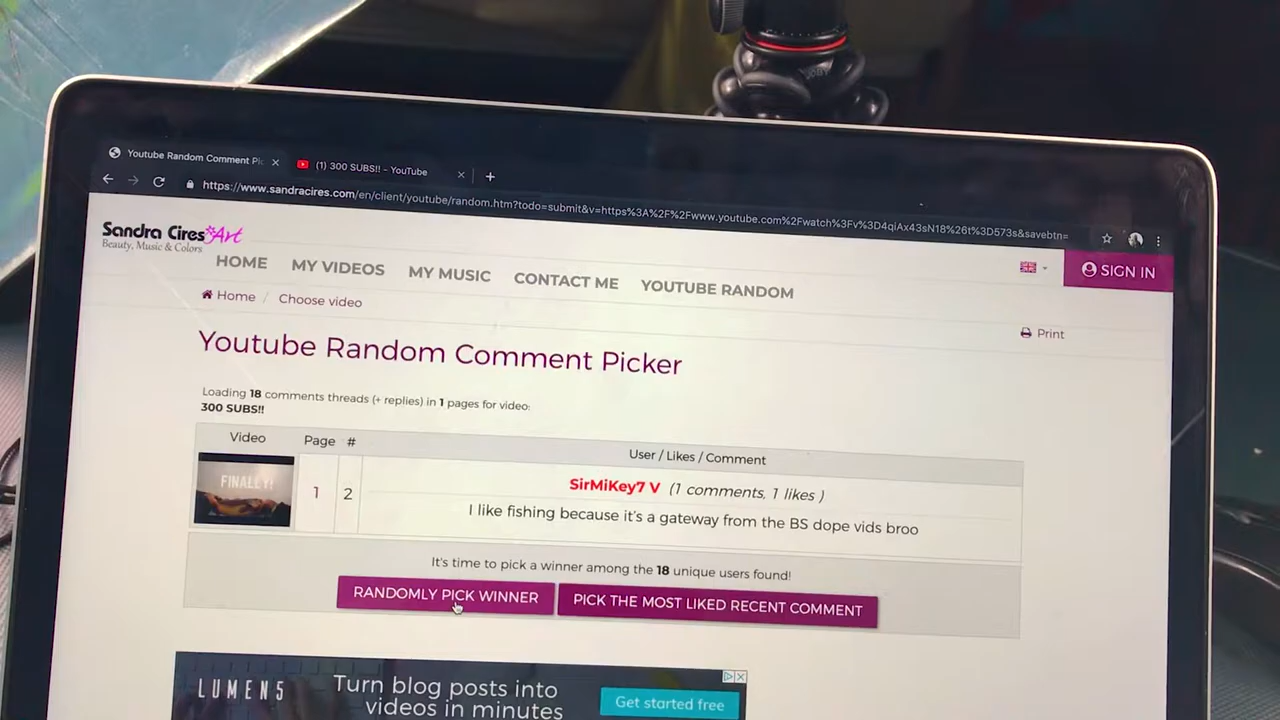 JOBY
Youtube Random Comment Pic
(1) 300 SUBS!! - YouTube
https://www.sandracires.com/en/client/youtube/random.htm?todo=submit&v=https%3A%2F%2Fwww.youtube.com%2Fwatch%3Fv%3D4qiAx43sN18%26t%3D573s&savebtn=
Sandra Cires Art
Beauty, Music & Colors
HOME MY VIDEOS MY MUSIC CONTACT ME YOUTUBE RANDOM
SIGN IN
Home / Choose video
Print
Youtube Random Comment Picker
Loading 18 comments threads (+ replies) in 1 pages for video:
300 SUBS!!
Video Page # User / Likes / Comment
FINALLY!
1 2 SirMiKey7 V (1 comments, 1 likes )
I like fishing because it's a gateway from the BS dope vids broo
It's time to pick a winner among the 18 unique users found!
RANDOMLY PICK WINNER PICK THE MOST LIKED RECENT COMMENT
LUMEN5 Turn blog posts into
videos in minutes
Get started free